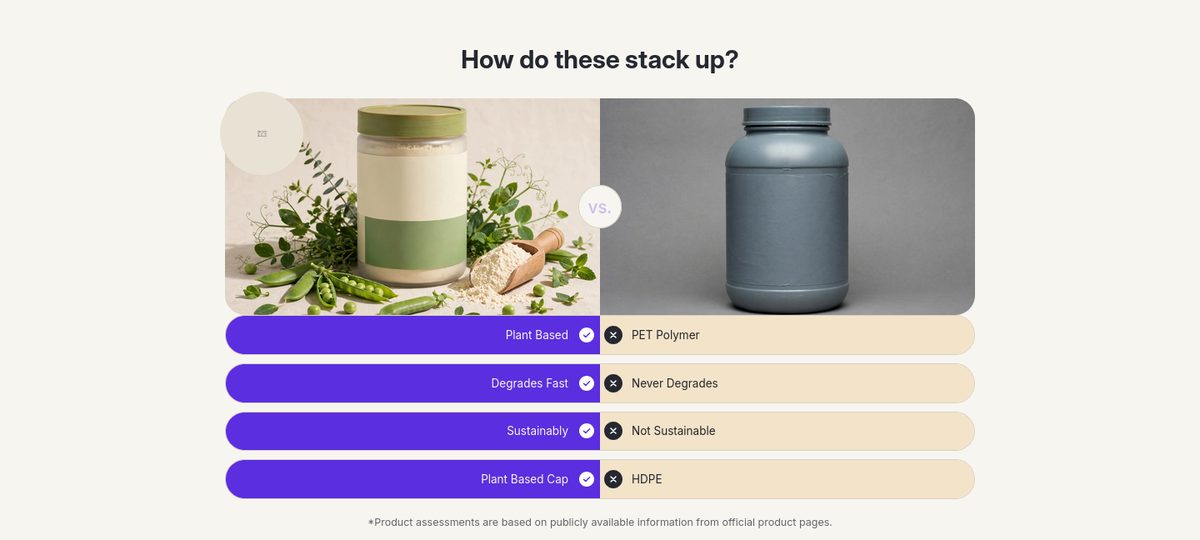 How do these stack up?
vs.
Plant Based
PET Polymer
Degrades Fast
Never Degrades
Sustainably
Not Sustainable
Plant Based Cap
HDPE
*Product assessments are based on publicly available information from official product pages.